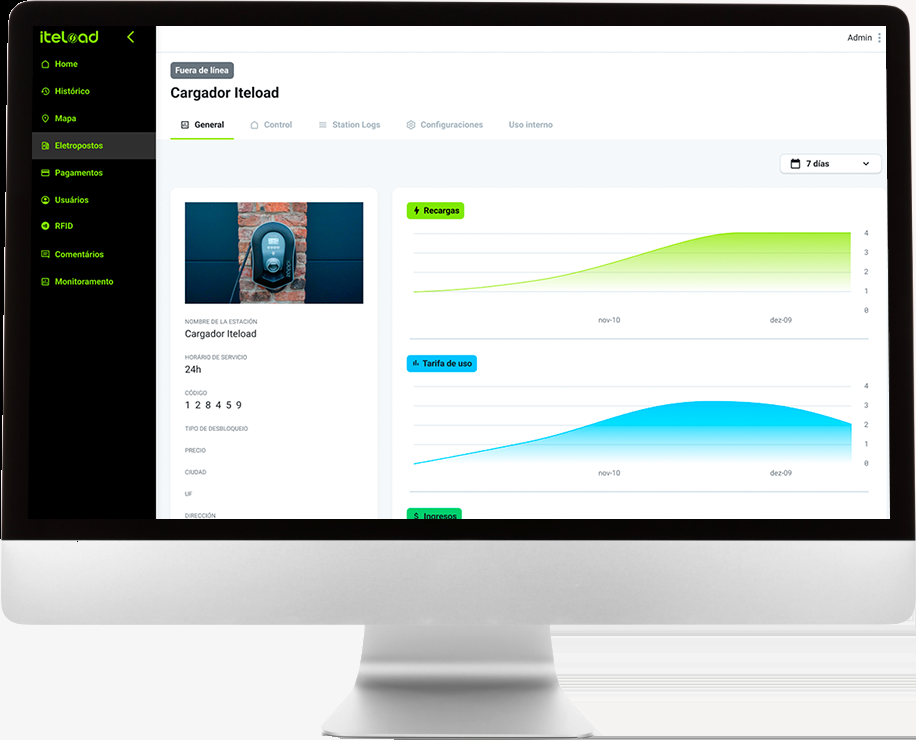 iteload
Home
Histórico
Mapa
Eletropostos
Pagamentos
Usuários
RFID
Comentários
Monitoramento
Admin
Fuera de línea
Cargador Iteload
General
Control
Station Logs
Configuraciones
Uso interno
7 días
NOMBRE DE LA ESTACIÓN
Cargador Iteload
HORÁRIO DE SERVICIO
24h
CÓDIGO
1 2 8 4 5 9
TIPO DE DESBLOQUEIO
PRECIO
CIUDAD
UF
DIRECCIÓN
Recargas
4
3
2
1
0
nov-10
dez-09
Tarifa de uso
4
3
2
1
0
nov-10
dez-09
$ Ingresos